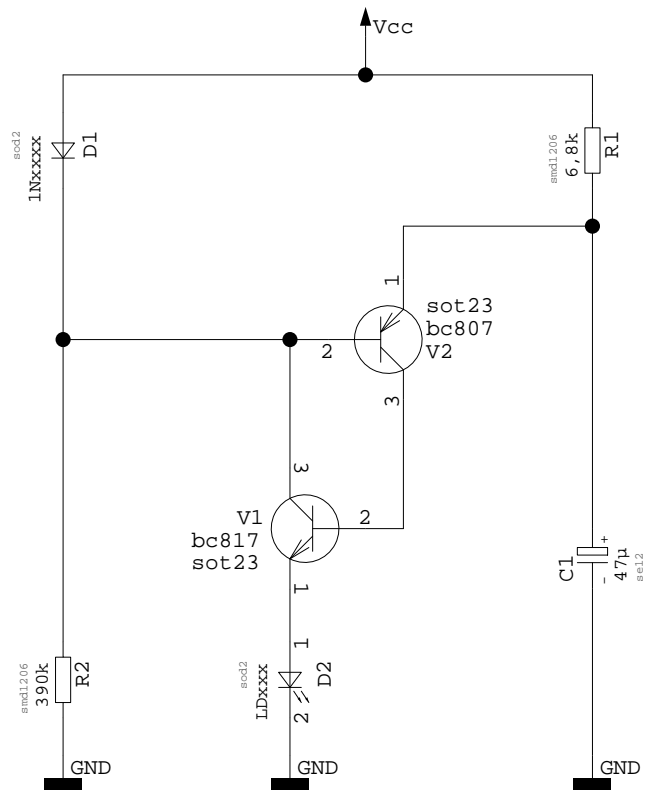 Vcc
sod2
1Nxxxx
D1
smd1206
6,8k
R1
1
sot23
bc807
V2
2
3
3
V1
bc817
sot23
2
1
C1
+
-
47µ
sel2
1
smd1206
390k
R2
sod2
LDxxx
D2
2
GND
GND
GND